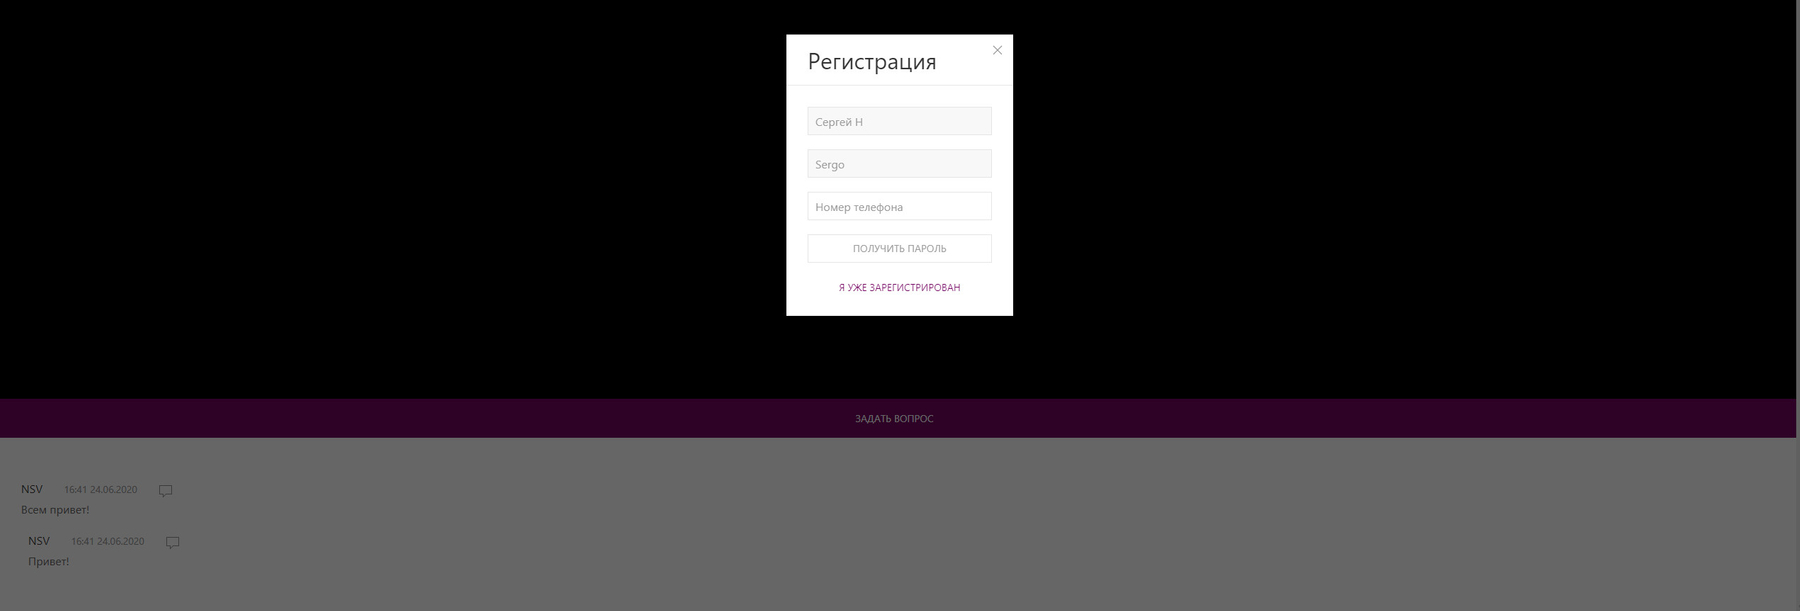 Регистрация
Сергей Н
Sergo
Номер телефона
ПОЛУЧИТЬ ПАРОЛЬ
Я УЖЕ ЗАРЕГИСТРИРОВАН
ЗАДАТЬ ВОПРОС
NSV 16:41 24.06.2020
Всем привет!
NSV 16:41 24.06.2020
Привет!